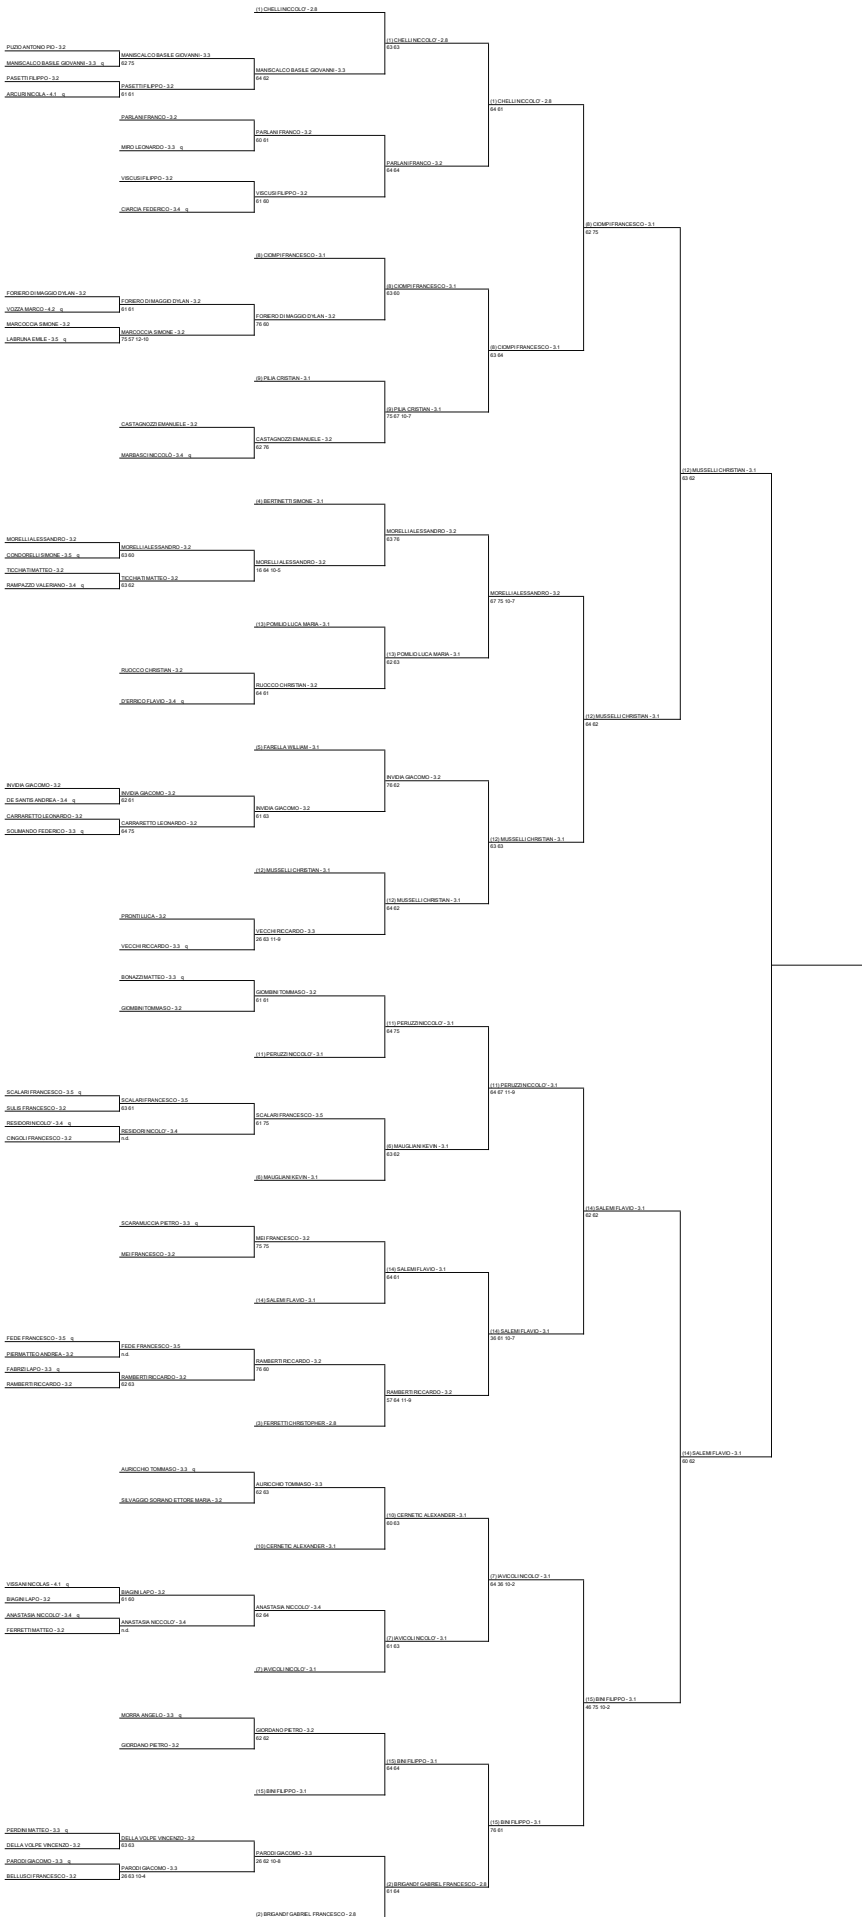 (1) CHELLI NICCOLO' - 2.8
PUZIO ANTONIO PIO - 3.2
MANISCALCO BASILE GIOVANNI - 3.3 q
PASETTI FILIPPO - 3.2
ARCURI NICOLA - 4.1 q
MANISCALCO BASILE GIOVANNI - 3.3
62 75
PASETTI FILIPPO - 3.2
61 61
MANISCALCO BASILE GIOVANNI - 3.3
64 62
(1) CHELLI NICCOLO' - 2.8
63 63
PARLANI FRANCO - 3.2
MIRO LEONARDO - 3.3 q
PARLANI FRANCO - 3.2
60 61
VISCUSI FILIPPO - 3.2
CIARCIA FEDERICO - 3.4 q
VISCUSI FILIPPO - 3.2
61 60
PARLANI FRANCO - 3.2
64 64
(1) CHELLI NICCOLO' - 2.8
64 61
(8) CIOMPI FRANCESCO - 3.1
FORIERO DI MAGGIO DYLAN - 3.2
VOZZA MARCO - 4.2 q
MARCOCCIA SIMONE - 3.2
LABRUNA EMILE - 3.5 q
FORIERO DI MAGGIO DYLAN - 3.2
61 61
MARCOCCIA SIMONE - 3.2
75 57 12-10
FORIERO DI MAGGIO DYLAN - 3.2
76 60
(8) CIOMPI FRANCESCO - 3.1
63 60
(9) PILIA CRISTIAN - 3.1
CASTAGNOZZI EMANUELE - 3.2
MARBASCI NICCOLÒ - 3.4 q
CASTAGNOZZI EMANUELE - 3.2
62 76
(9) PILIA CRISTIAN - 3.1
75 67 10-7
(8) CIOMPI FRANCESCO - 3.1
63 64
(8) CIOMPI FRANCESCO - 3.1
62 75
(4) BERTINETTI SIMONE - 3.1
MORELLI ALESSANDRO - 3.2
CONDORELLI SIMONE - 3.5 q
TICCHIATI MATTEO - 3.2
RAMPAZZO VALERIANO - 3.4 q
MORELLI ALESSANDRO - 3.2
63 60
TICCHIATI MATTEO - 3.2
63 62
MORELLI ALESSANDRO - 3.2
16 64 10-5
MORELLI ALESSANDRO - 3.2
63 76
(13) POMILIO LUCA MARIA - 3.1
RUOCCO CHRISTIAN - 3.2
D'ERRICO FLAVIO - 3.4 q
RUOCCO CHRISTIAN - 3.2
64 61
(13) POMILIO LUCA MARIA - 3.1
62 63
MORELLI ALESSANDRO - 3.2
67 75 10-7
(5) FARELLA WILLIAM - 3.1
INVIDIA GIACOMO - 3.2
DE SANTIS ANDREA - 3.4 q
CARRARETTO LEONARDO - 3.2
SOLIMANDO FEDERICO - 3.3 q
INVIDIA GIACOMO - 3.2
62 61
CARRARETTO LEONARDO - 3.2
64 75
INVIDIA GIACOMO - 3.2
61 63
INVIDIA GIACOMO - 3.2
76 62
(12) MUSSELLI CHRISTIAN - 3.1
PRONTI LUCA - 3.2
VECCHI RICCARDO - 3.3 q
VECCHI RICCARDO - 3.3
26 63 11-9
(12) MUSSELLI CHRISTIAN - 3.1
64 62
(12) MUSSELLI CHRISTIAN - 3.1
63 63
(12) MUSSELLI CHRISTIAN - 3.1
64 62
(12) MUSSELLI CHRISTIAN - 3.1
63 62
BONAZZI MATTEO - 3.3 q
GIOMBINI TOMMASO - 3.2
GIOMBINI TOMMASO - 3.2
61 61
(11) PERUZZI NICCOLO' - 3.1
(11) PERUZZI NICCOLO' - 3.1
64 75
SCALARI FRANCESCO - 3.5 q
SULIS FRANCESCO - 3.2
RESIDORI NICOLO' - 3.4 q
CINGOLI FRANCESCO - 3.2
SCALARI FRANCESCO - 3.5
63 61
RESIDORI NICOLO' - 3.4
n.d.
SCALARI FRANCESCO - 3.5
61 75
(6) MAUGLIANI KEVIN - 3.1
(6) MAUGLIANI KEVIN - 3.1
63 62
(11) PERUZZI NICCOLO' - 3.1
64 67 11-9
SCARAMUCCIA PIETRO - 3.3 q
MEI FRANCESCO - 3.2
MEI FRANCESCO - 3.2
75 75
(14) SALEMI FLAVIO - 3.1
(14) SALEMI FLAVIO - 3.1
64 61
FEDE FRANCESCO - 3.5 q
PIERMATTEO ANDREA - 3.2
FABRIZI LAPO - 3.3 q
RAMBERTI RICCARDO - 3.2
FEDE FRANCESCO - 3.5
n.d.
RAMBERTI RICCARDO - 3.2
62 63
RAMBERTI RICCARDO - 3.2
76 60
(3) FERRETTI CHRISTOPHER - 2.8
RAMBERTI RICCARDO - 3.2
57 64 11-9
(14) SALEMI FLAVIO - 3.1
36 61 10-7
(14) SALEMI FLAVIO - 3.1
62 62
AURICCHIO TOMMASO - 3.3 q
SILVAGGIO SORIANO ETTORE MARIA - 3.2
AURICCHIO TOMMASO - 3.3
62 63
(10) CERNETIC ALEXANDER - 3.1
(10) CERNETIC ALEXANDER - 3.1
60 63
VISSANI NICOLAS - 4.1 q
BIAGINI LAPO - 3.2
ANASTASIA NICCOLO' - 3.4 q
FERRETTI MATTEO - 3.2
BIAGINI LAPO - 3.2
61 60
ANASTASIA NICCOLO' - 3.4
n.d.
ANASTASIA NICCOLO' - 3.4
62 64
(7) IAVICOLI NICOLO' - 3.1
(7) IAVICOLI NICOLO' - 3.1
61 63
(7) IAVICOLI NICOLO' - 3.1
64 36 10-2
MORRA ANGELO - 3.3 q
GIORDANO PIETRO - 3.2
GIORDANO PIETRO - 3.2
62 62
(15) BINI FILIPPO - 3.1
(15) BINI FILIPPO - 3.1
64 64
PERDINI MATTEO - 3.3 q
DELLA VOLPE VINCENZO - 3.2
PARODI GIACOMO - 3.3 q
BELLUSCI FRANCESCO - 3.2
DELLA VOLPE VINCENZO - 3.2
63 63
PARODI GIACOMO - 3.3
26 63 10-4
PARODI GIACOMO - 3.3
26 62 10-8
(2) BRIGANDI' GABRIEL FRANCESCO - 2.8
(2) BRIGANDI' GABRIEL FRANCESCO - 2.8
61 64
(15) BINI FILIPPO - 3.1
76 61
(15) BINI FILIPPO - 3.1
46 75 10-2
(14) SALEMI FLAVIO - 3.1
60 62